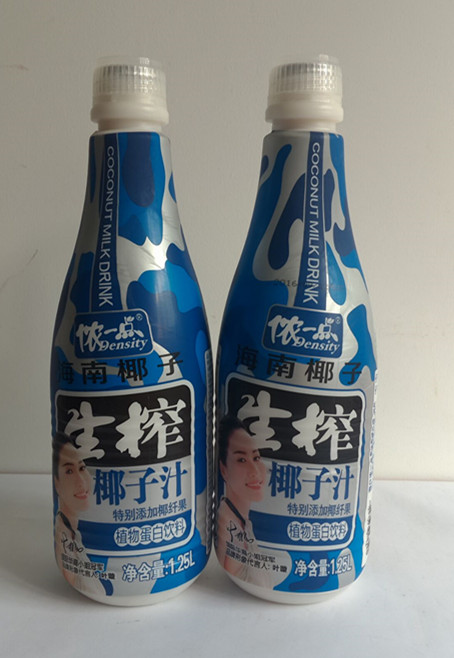 COCONUT MILK DRINK
侬一点®
Density
海南椰子
生榨
椰子汁
特别添加椰纤果
植物蛋白饮料
净含量:1.25L
COCONUT MILK DRINK
侬一点®
Density
海南椰子
生榨
椰子汁
特别添加椰纤果
植物蛋白饮料
净含量:1.25L